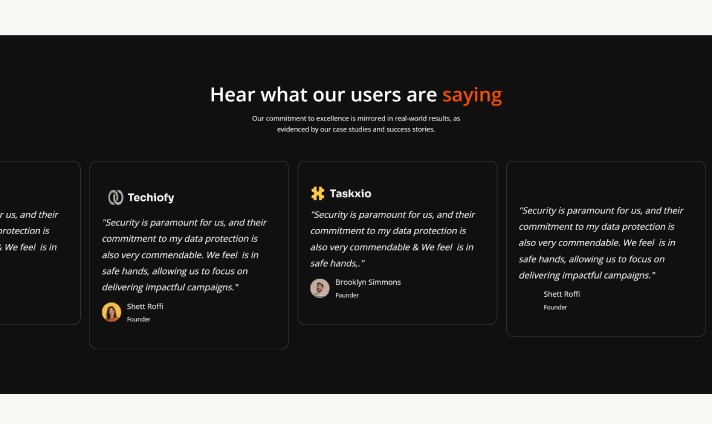 Hear what our users are saying
Our commitment to excellence is mirrored in real-world results, as
evidenced by our case studies and success stories.
r us, and their
protection is
& We feel  is in
Techiofy
"Security is paramount for us, and their
commitment to my data protection is
also very commendable. We feel  is in
safe hands, allowing us to focus on
delivering impactful campaigns."
Shett Roffi
Founder
Taskxio
"Security is paramount for us, and their
commitment to my data protection is
also very commendable & We feel  is in
safe hands,."
Brooklyn Simmons
Founder
"Security is paramount for us, and their
commitment to my data protection is
also very commendable. We feel  is in
safe hands, allowing us to focus on
delivering impactful campaigns."
Shett Roffi
Founder